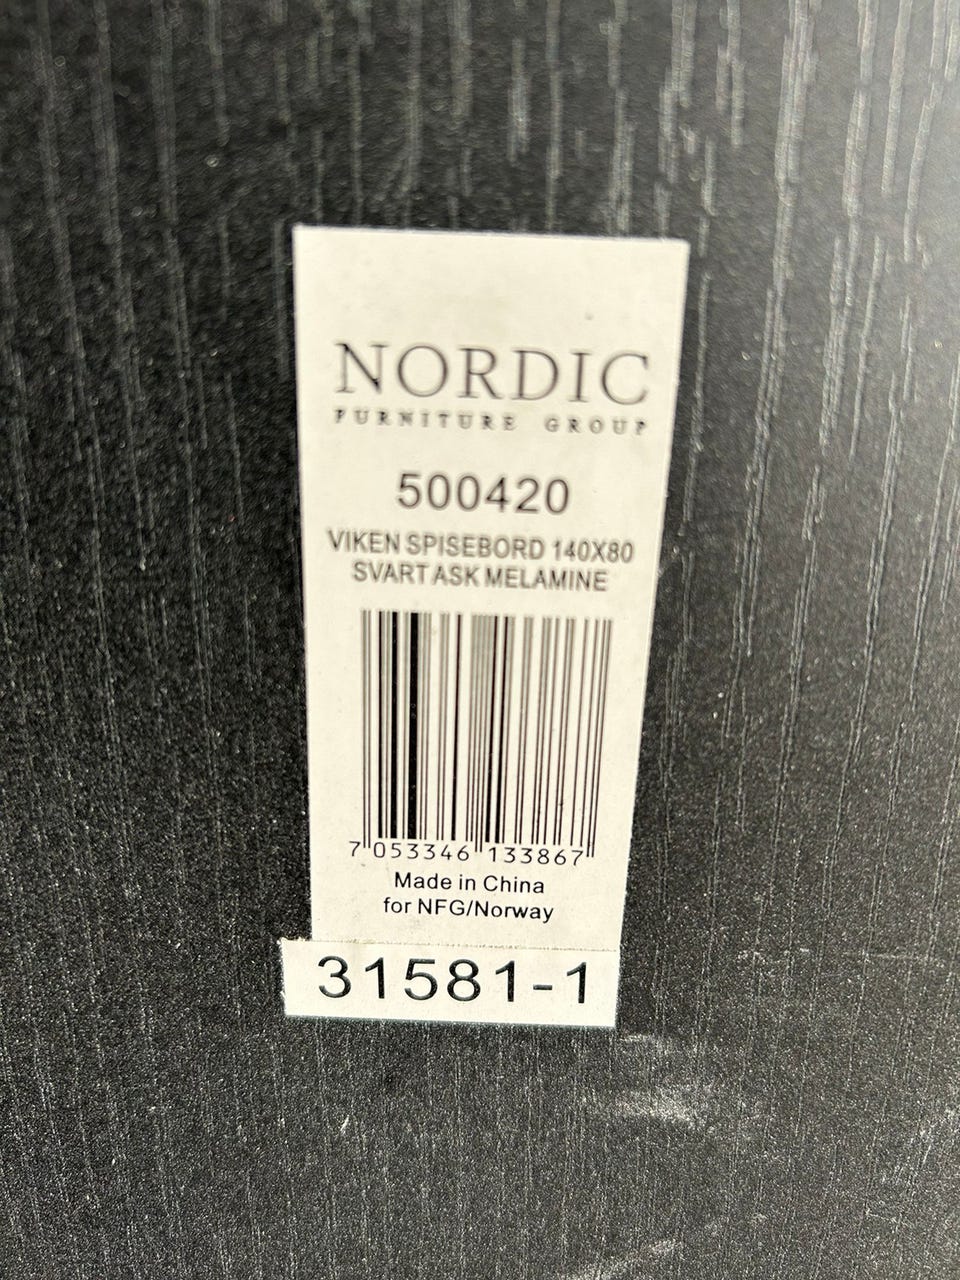 NORDIC
FURNITURE GROUP
500420
VIKEN SPISEBORD 140X80
SVART ASK MELAMINE
7 053346 133867
Made in China
for NFG/Norway
31581-1